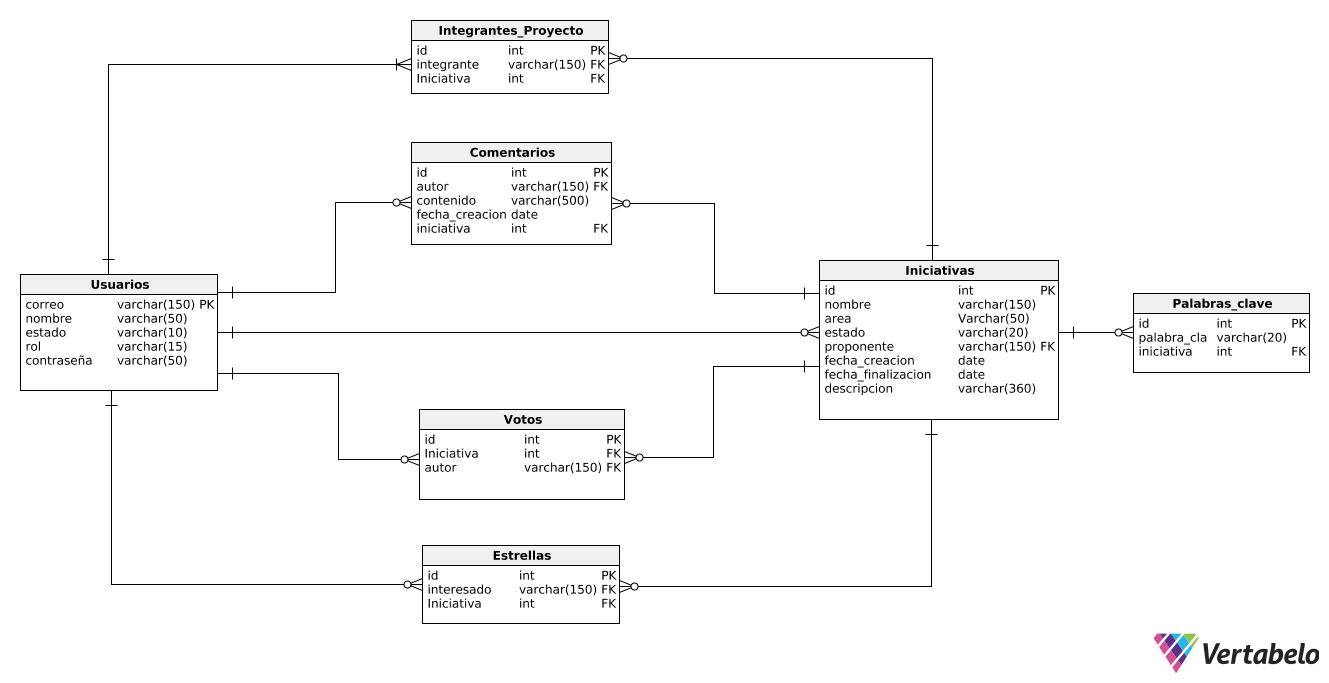 Integrantes_Proyecto
id int PK
integrante varchar(150) FK
Iniciativa int FK
Comentarios
id int PK
autor varchar(150) FK
contenido varchar(500)
fecha_creacion date
iniciativa int FK
Usuarios
correo varchar(150) PK
nombre varchar(50)
estado varchar(10)
rol varchar(15)
contraseña varchar(50)
Iniciativas
id int PK
nombre varchar(150)
area Varchar(50)
estado varchar(20)
proponente varchar(150) FK
fecha_creacion date
fecha_finalizacion date
descripcion varchar(360)
Palabras_clave
id int PK
palabra_cla varchar(20)
iniciativa int FK
Votos
id int PK
Iniciativa int FK
autor varchar(150) FK
Estrellas
id int PK
interesado varchar(150) FK
Iniciativa int FK
Vertabelo